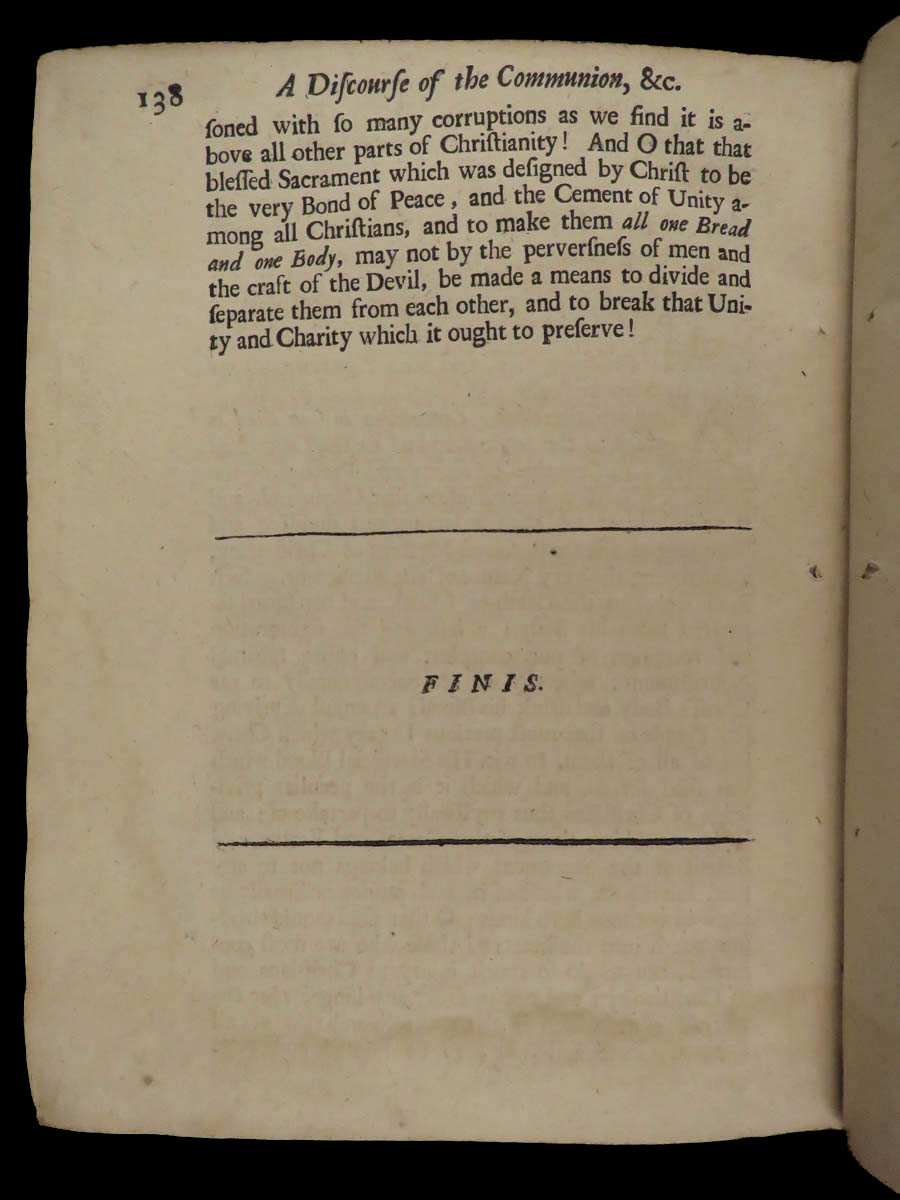 138
A Diſcourſe of the Communion, &c.
ſoned with ſo many corruptions as we find it is a-
bove all other parts of Chriſtianity! And O that that
bleſſed Sacrament which was deſigned by Chriſt to be
the very Bond of Peace, and the Cement of Unity a-
mong all Chriſtians, and to make them all one Bread
and one Body, may not by the perverſneſs of men and
the craft of the Devil, be made a means to divide and
ſeparate them from each other, and to break that Uni-
ty and Charity which it ought to preſerve!
FINIS.